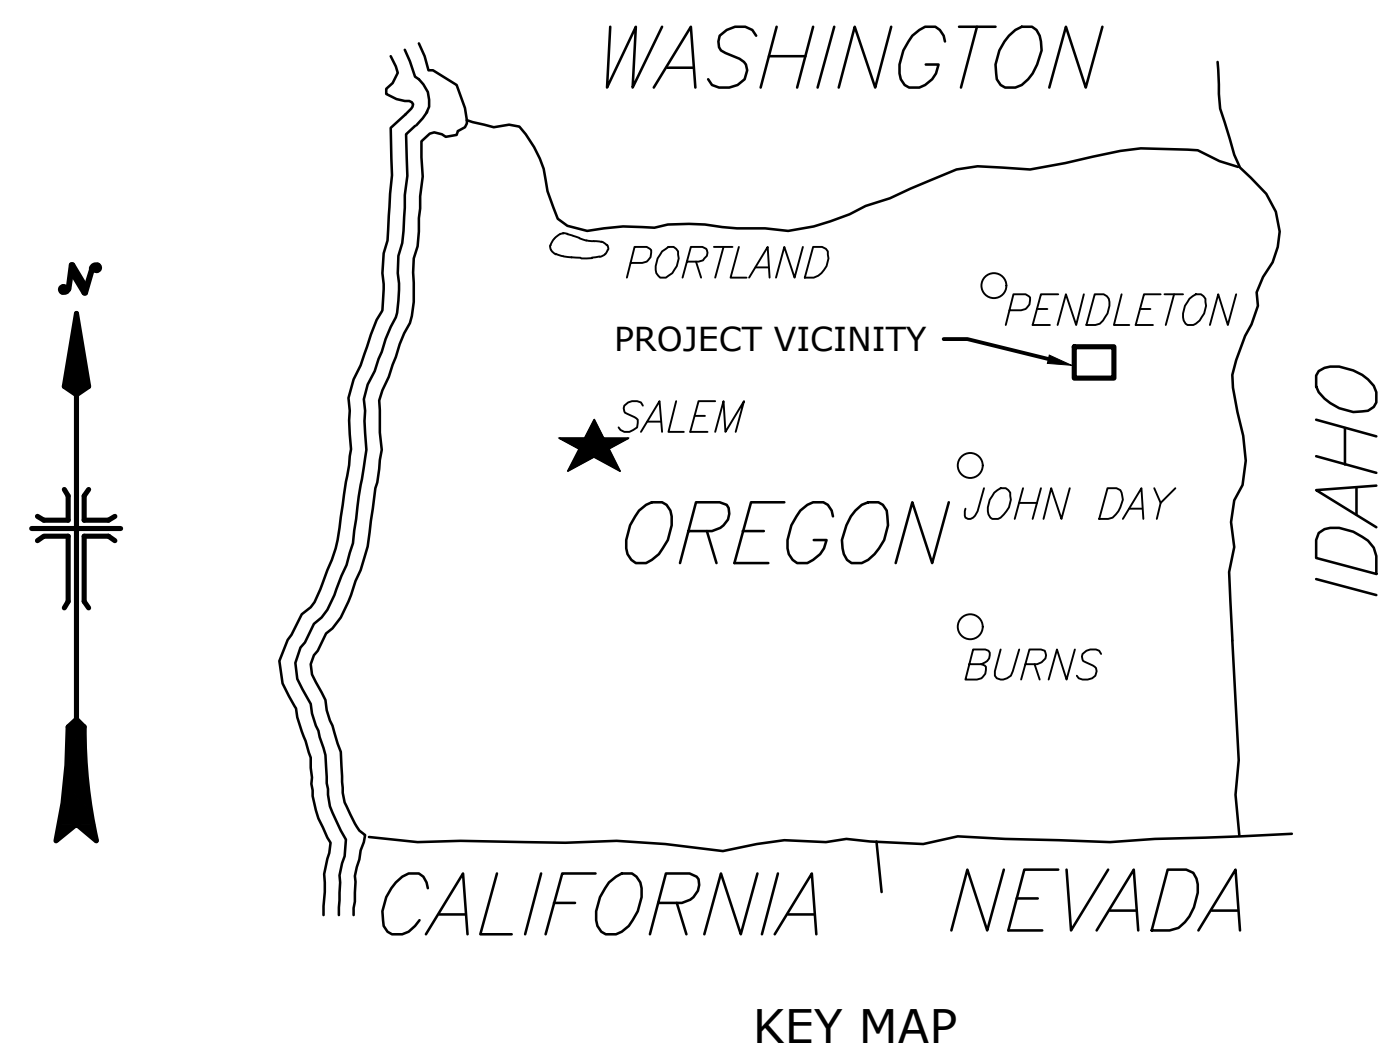 WASHINGTON
N
PORTLAND
PENDLETON
PROJECT VICINITY
SALEM
IDAHO
JOHN DAY
OREGON
BURNS
CALIFORNIA
NEVADA
KEY MAP